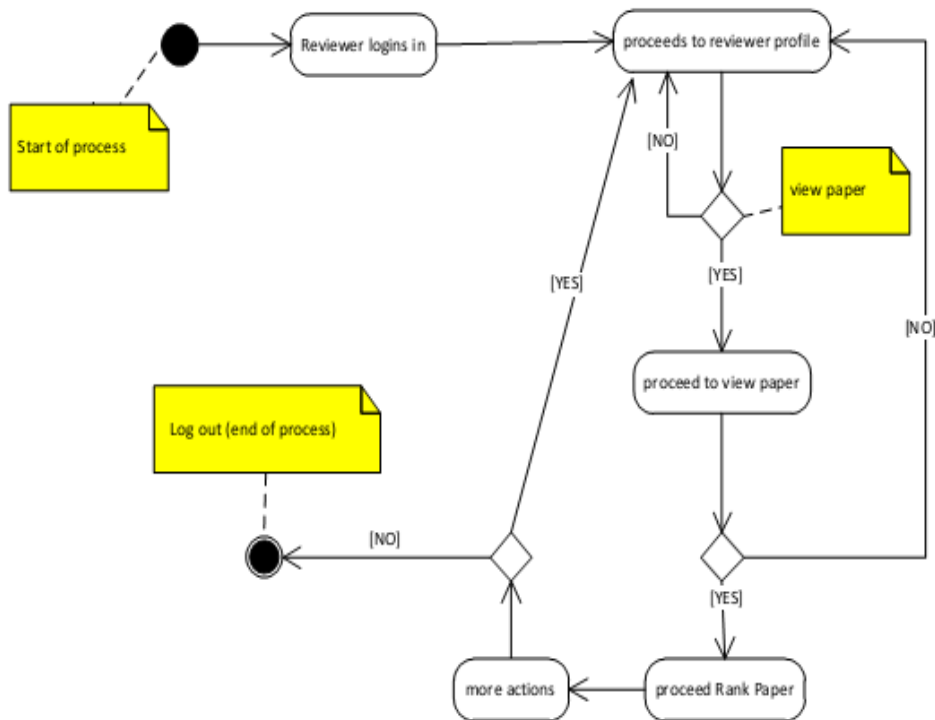 Reviewer logins in
proceeds to reviewer profile
Start of process
[NO]
view paper
[YES]
[YES]
[NO]
proceed to view paper
Log out (end of process)
[NO]
[YES]
more actions
proceed Rank Paper